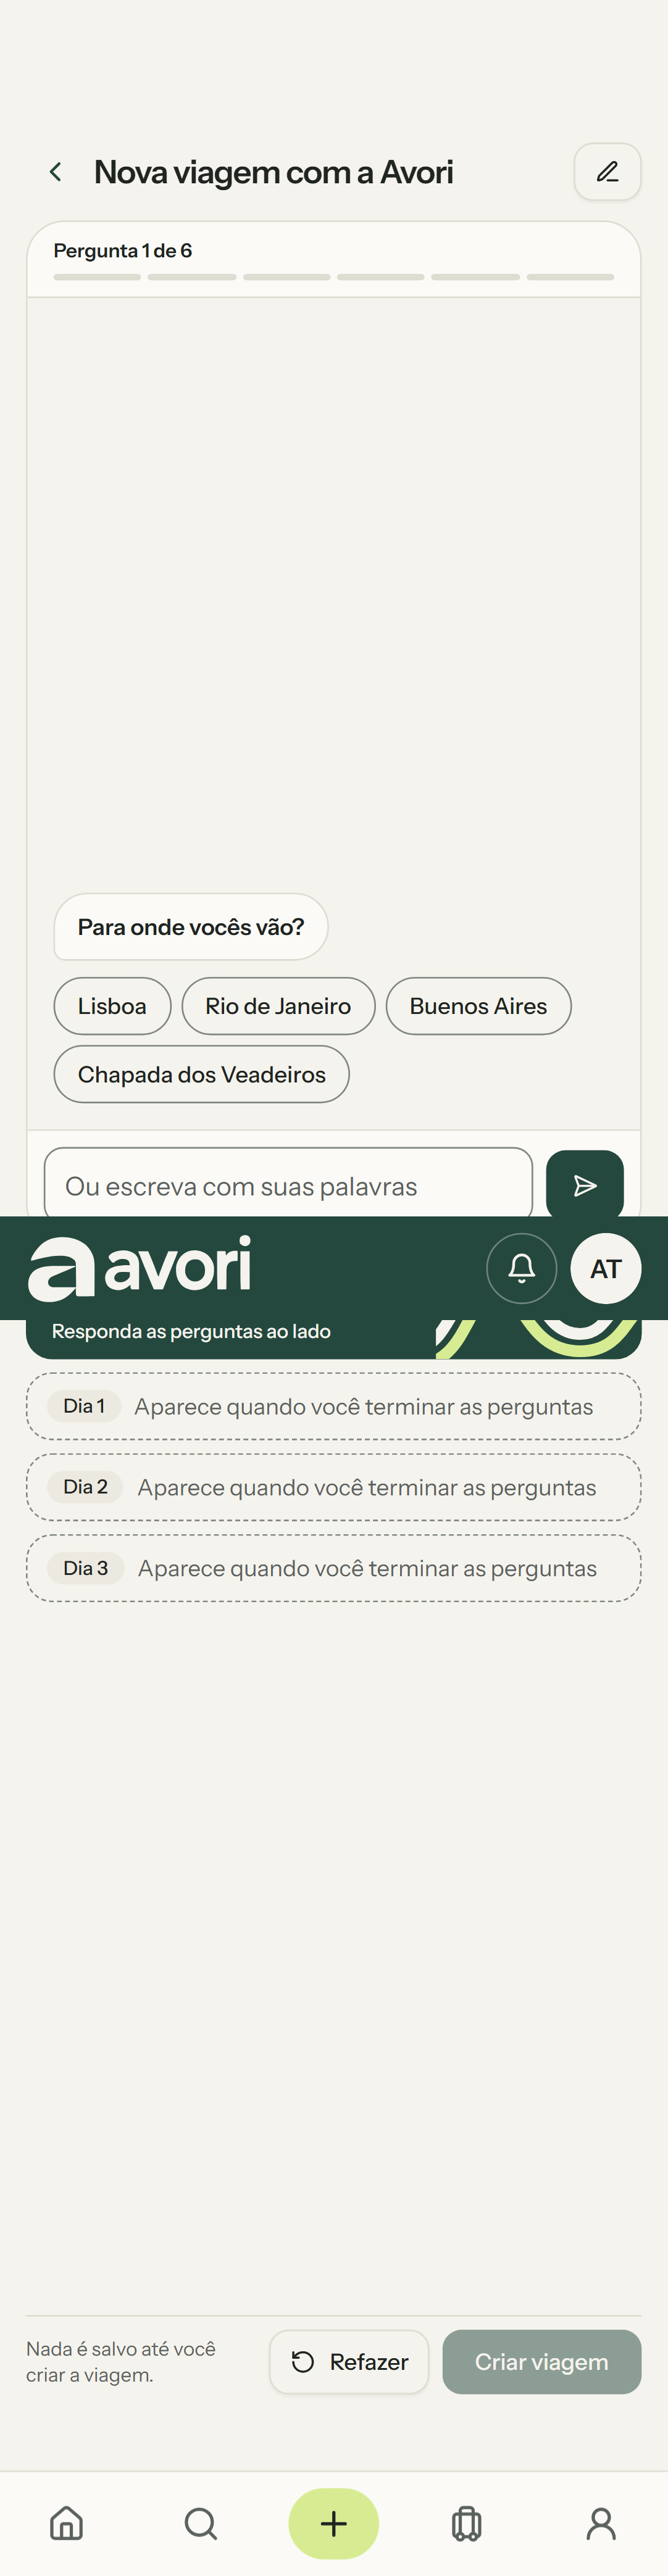 Nova viagem com a Avori
Pergunta 1 de 6
Para onde vocês vão?
Lisboa
Rio de Janeiro
Buenos Aires
Chapada dos Veadeiros
Ou escreva com suas palavras
a avori
AT
Responda as perguntas ao lado
Dia 1 Aparece quando você terminar as perguntas
Dia 2 Aparece quando você terminar as perguntas
Dia 3 Aparece quando você terminar as perguntas
Nada é salvo até você
criar a viagem.
Refazer
Criar viagem